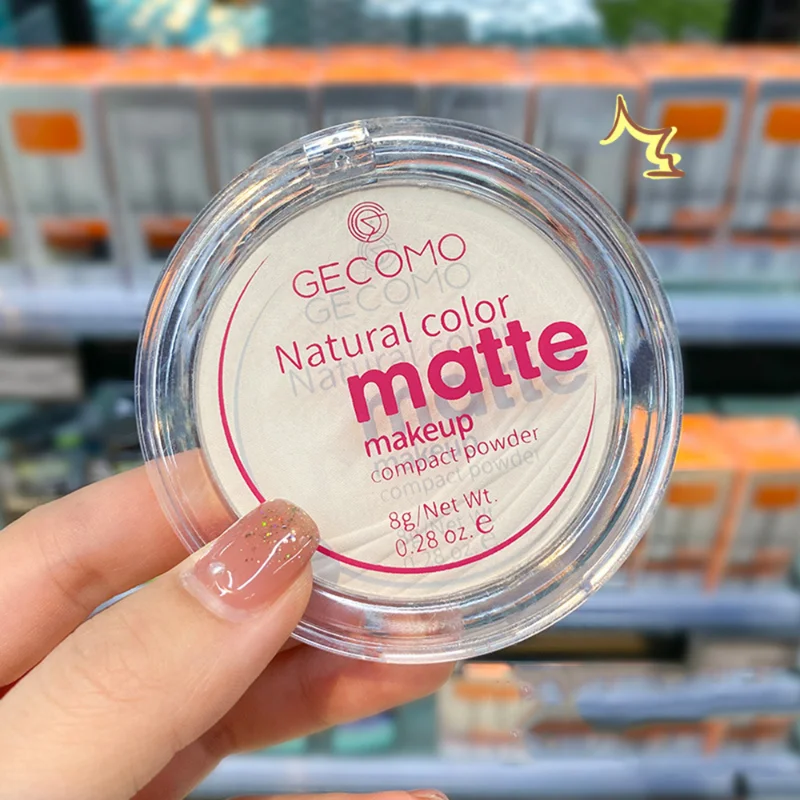 GECOMO
Natural color
matte
makeup
compact powder
8g/Net Wt.
0.28 oz. e